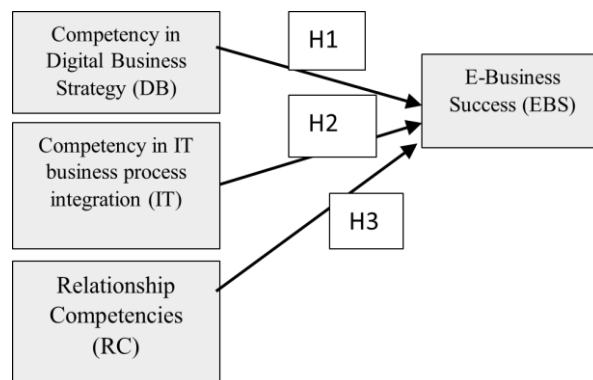 Competency in
Digital Business
Strategy (DB)
H1
E-Business
Success (EBS)
Competency in IT
business process
integration (IT)
H2
H3
Relationship
Competencies
(RC)